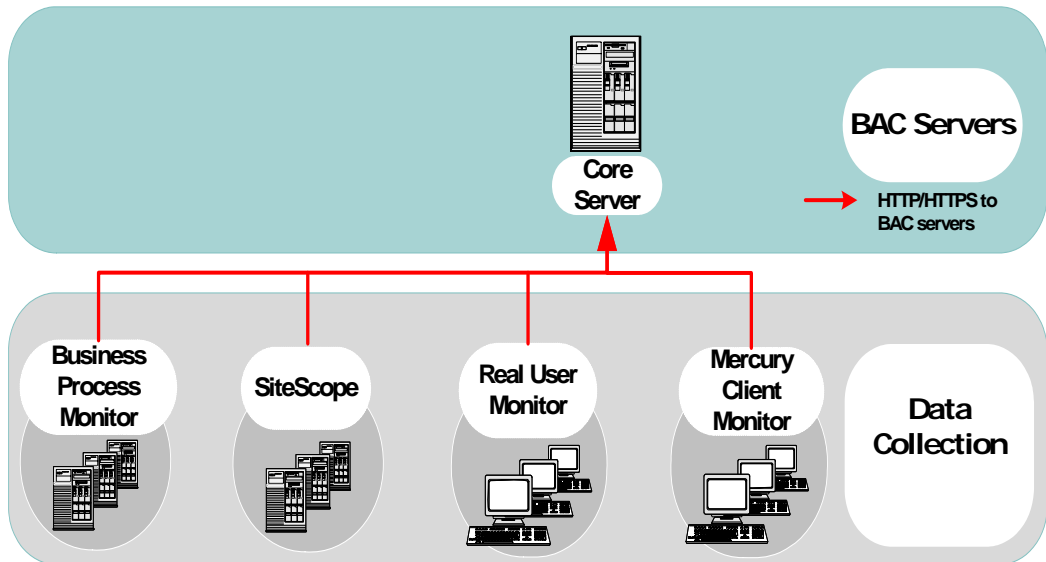 BAC Servers
Core
Server
HTTP/HTTPS to
BAC servers
Business
Process
Monitor
SiteScope
Real User
Monitor
Mercury
Client
Monitor
Data
Collection